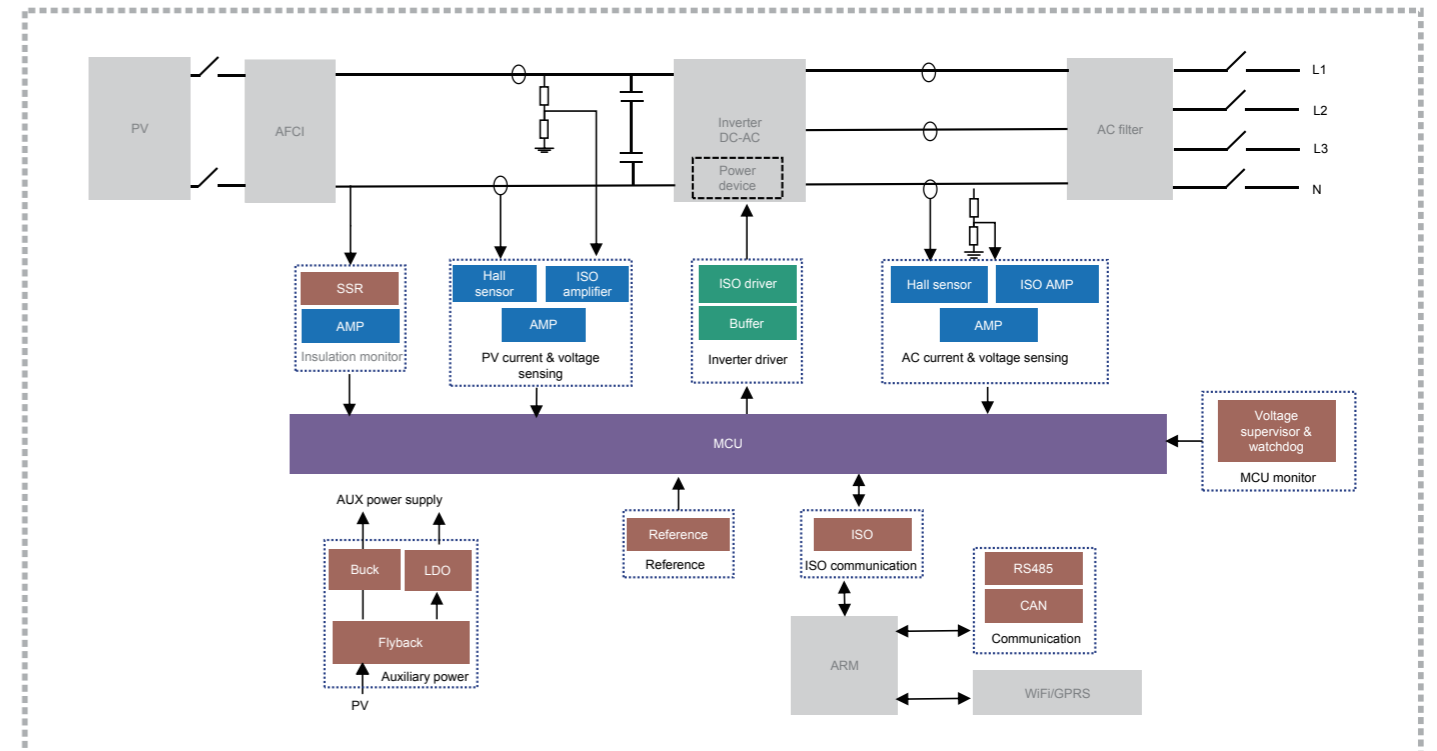 PV
AFCI
Inverter
DC-AC
Power
device
AC filter
L1
L2
L3
N
SSR
AMP
Insulation monitor
Hall
sensor
ISO
amplifier
AMP
PV current & voltage
sensing
ISO driver
Buffer
Inverter driver
Hall sensor
ISO AMP
AMP
AC current & voltage sensing
MCU
Voltage
supervisor &
watchdog
MCU monitor
AUX power supply
Buck
LDO
Flyback
Auxiliary power
PV
Reference
Reference
ISO
ISO communication
RS485
CAN
Communication
ARM
WiFi/GPRS